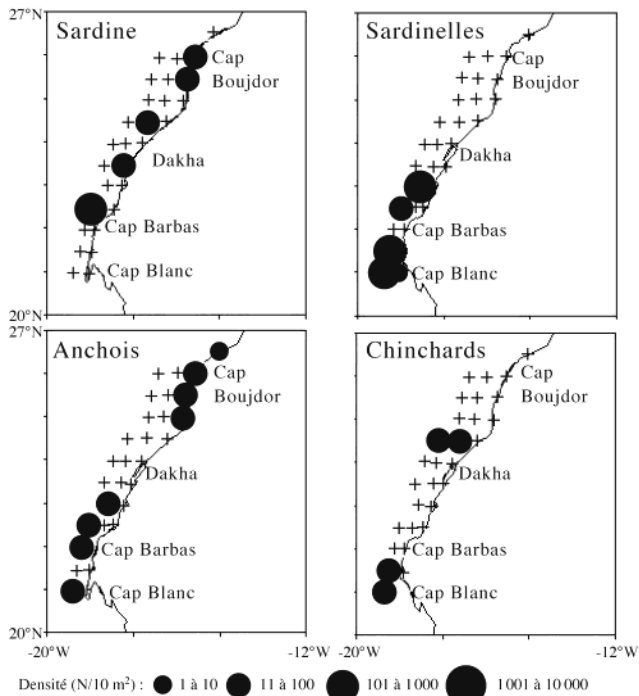 27°N
Sardine
Cap
Boujdor
Dakha
Cap Barbas
Cap Blanc
20°N
Sardinelles
Cap
Boujdor
Dakha
Cap Barbas
Cap Blanc
27°N
Anchois
Cap
Boujdor
Dakha
Cap Barbas
Cap Blanc
20°N
-20°W
-12°W
Chinchards
Cap
Boujdor
Dakha
Cap Barbas
Cap Blanc
-20°W
-12°W
Densité (N/10 m²) : 1 à 10 11 à 100 101 à 1000 1001 à 10 000